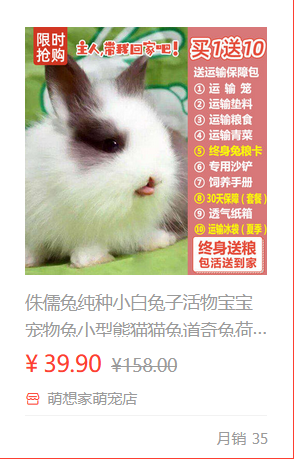 限时
抢购
主人,带我回家吧!
买1送10
送运输保障包
① 运 输 笼
② 运输垫料
③ 运输粮食
④ 运输青菜
⑤ 终身兔粮卡
⑥ 专用沙铲
⑦ 饲养手册
⑧ 30天保障（套餐）
⑨ 透气纸箱
⑩ 运输冰袋（夏季）
终身送粮
包活送到家
侏儒兔纯种小白兔子活物宝宝
宠物兔小型熊猫猫兔道奇兔荷...
¥ 39.90 ¥158.00
萌想家萌宠店
月销 35